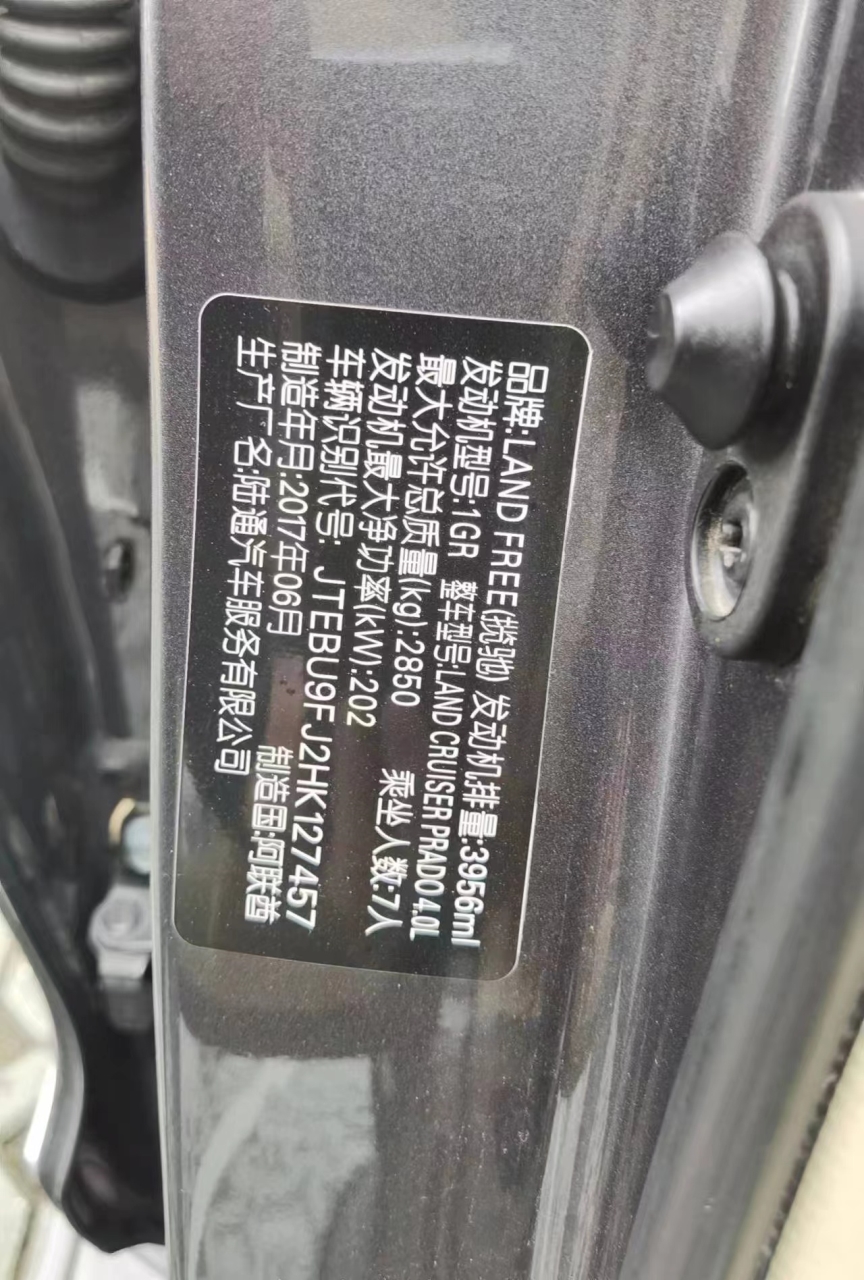 品牌:LAND FREE(揽驰) 发动机排量:3956ml
发动机型号:1GR 整车型号:LAND CRUISER PRADO 4.0L
最大允许总质量(kg):2850 乘坐人数:7人
发动机最大净功率(kW):202
车辆识别代号: JTEBU9FJ2HK127457
制造年月:2017年06月 制造国:阿联酋
生产厂名:陆通汽车服务有限公司